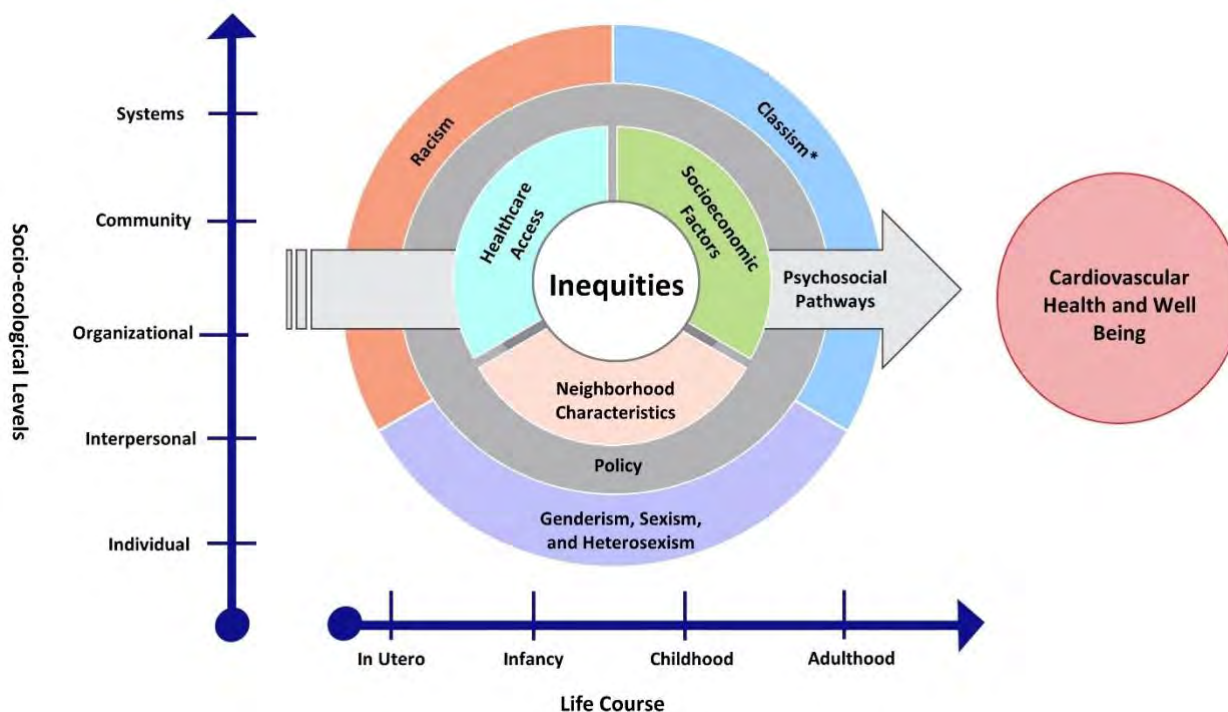 Socio-ecological Levels
Systems
Community
Organizational
Interpersonal
Individual
Racism
Classism*
Healthcare
Access
Socioeconomic
Factors
Inequities
Neighborhood
Characteristics
Policy
Genderism, Sexism,
and Heterosexism
Psychosocial
Pathways
Cardiovascular
Health and Well
Being
In Utero
Infancy
Childhood
Adulthood
Life Course